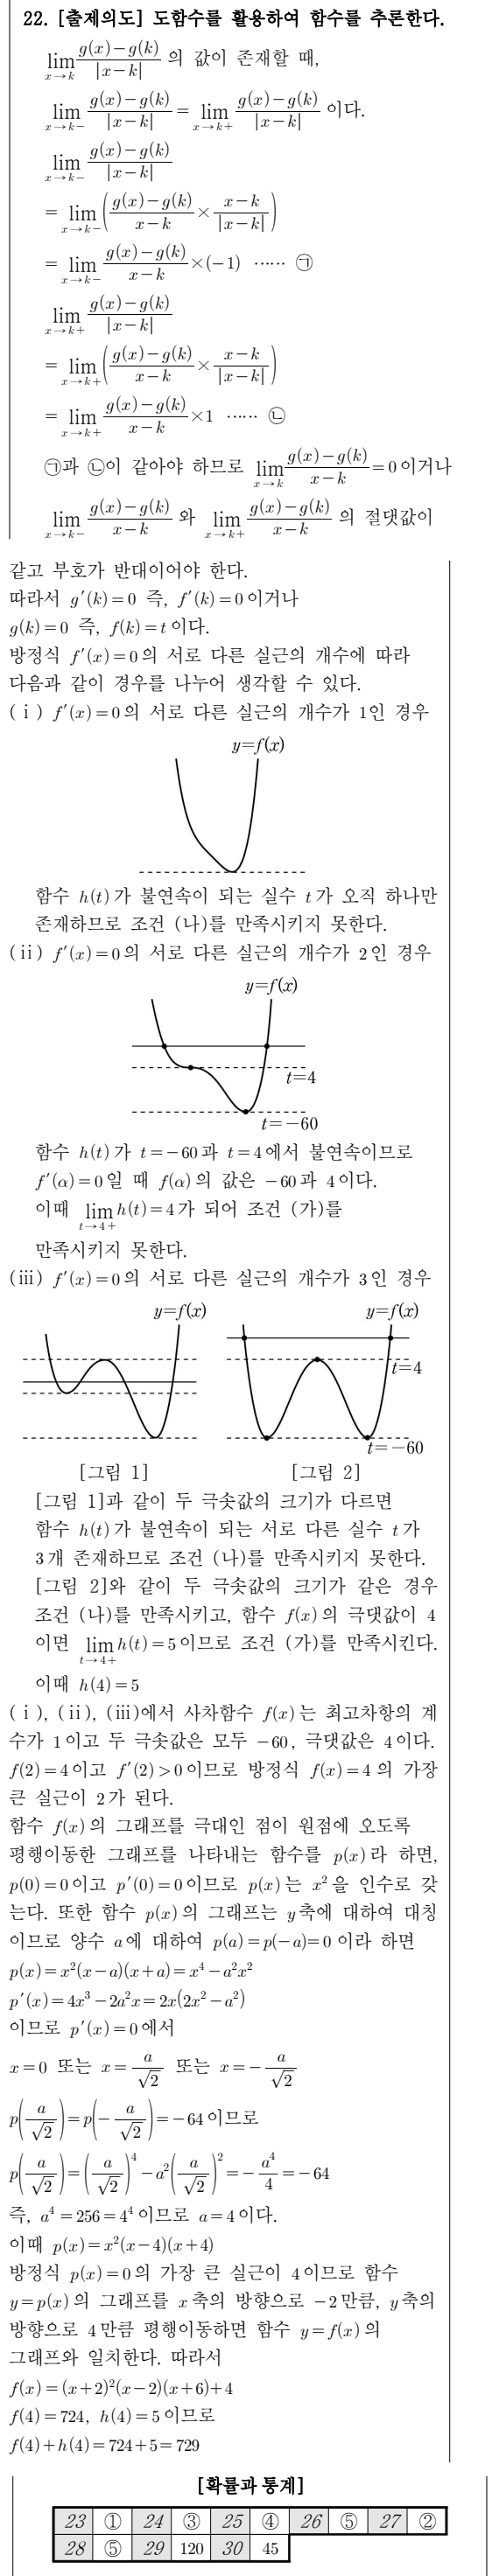 22. [출제의도] 도함수를 활용하여 함수를 추론한다.
lim_{x→k} (g(x)-g(k))/|x-k| 의 값이 존재할 때,
lim_{x→k-} (g(x)-g(k))/|x-k| = lim_{x→k+} (g(x)-g(k))/|x-k| 이다.
lim_{x→k-} (g(x)-g(k))/|x-k|
= lim_{x→k-} ( (g(x)-g(k))/(x-k) × (x-k)/|x-k| )
= lim_{x→k-} (g(x)-g(k))/(x-k) ×(-1) ······ ㉠
lim_{x→k+} (g(x)-g(k))/|x-k|
= lim_{x→k+} ( (g(x)-g(k))/(x-k) × (x-k)/|x-k| )
= lim_{x→k+} (g(x)-g(k))/(x-k) ×1 ······ ㉡
㉠과 ㉡이 같아야 하므로 lim_{x→k} (g(x)-g(k))/(x-k) = 0이거나
lim_{x→k-} (g(x)-g(k))/(x-k) 와 lim_{x→k+} (g(x)-g(k))/(x-k) 의 절댓값이
같고 부호가 반대이어야 한다.
따라서 g′(k)=0 즉, f′(k)=0이거나
g(k)=0 즉, f(k)=t이다.
방정식 f′(x)=0의 서로 다른 실근의 개수에 따라
다음과 같이 경우를 나누어 생각할 수 있다.
(ⅰ) f′(x)=0의 서로 다른 실근의 개수가 1인 경우
y=f(x)
함수 h(t)가 불연속이 되는 실수 t가 오직 하나만
존재하므로 조건 (나)를 만족시키지 못한다.
(ⅱ) f′(x)=0의 서로 다른 실근의 개수가 2인 경우
y=f(x)
t=4
t=-60
함수 h(t)가 t=-60과 t=4에서 불연속이므로
f′(α)=0일 때 f(α)의 값은 -60과 4이다.
이때 lim_{t→4+} h(t)=4가 되어 조건 (가)를
만족시키지 못한다.
(ⅲ) f′(x)=0의 서로 다른 실근의 개수가 3인 경우
y=f(x) y=f(x)
t=4
t=-60
[그림 1] [그림 2]
[그림 1]과 같이 두 극솟값의 크기가 다르면
함수 h(t)가 불연속이 되는 서로 다른 실수 t가
3개 존재하므로 조건 (나)를 만족시키지 못한다.
[그림 2]와 같이 두 극솟값의 크기가 같은 경우
조건 (나)를 만족시키고, 함수 f(x)의 극댓값이 4
이면 lim_{t→4+} h(t)=5이므로 조건 (가)를 만족시킨다.
이때 h(4)=5
(ⅰ), (ⅱ), (ⅲ)에서 사차함수 f(x)는 최고차항의 계
수가 1이고 두 극솟값은 모두 -60, 극댓값은 4이다.
f(2)=4이고 f′(2)>0이므로 방정식 f(x)=4의 가장
큰 실근이 2가 된다.
함수 f(x)의 그래프를 극대인 점이 원점에 오도록
평행이동한 그래프를 나타내는 함수를 p(x)라 하면,
p(0)=0이고 p′(0)=0이므로 p(x)는 x²을 인수로 갖
는다. 또한 함수 p(x)의 그래프는 y축에 대하여 대칭
이므로 양수 a에 대하여 p(a)=p(-a)=0이라 하면
p(x)=x²(x-a)(x+a)=x⁴-a²x²
p′(x)=4x³-2a²x=2x(2x²-a²)
이므로 p′(x)=0에서
x=0 또는 x=a/√2 또는 x=-a/√2
p(a/√2)=p(-a/√2)=-64이므로
p(a/√2)=(a/√2)⁴-a²(a/√2)²=-a⁴/4=-64
즉, a⁴=256=4⁴이므로 a=4이다.
이때 p(x)=x²(x-4)(x+4)
방정식 p(x)=0의 가장 큰 실근이 4이므로 함수
y=p(x)의 그래프를 x축의 방향으로 -2만큼, y축의
방향으로 4만큼 평행이동하면 함수 y=f(x)의
그래프와 일치한다. 따라서
f(x)=(x+2)²(x-2)(x+6)+4
f(4)=724, h(4)=5이므로
f(4)+h(4)=724+5=729
[확률과 통계]
23 ① 24 ③ 25 ④ 26 ⑤ 27 ②
28 ⑤ 29 120 30 45